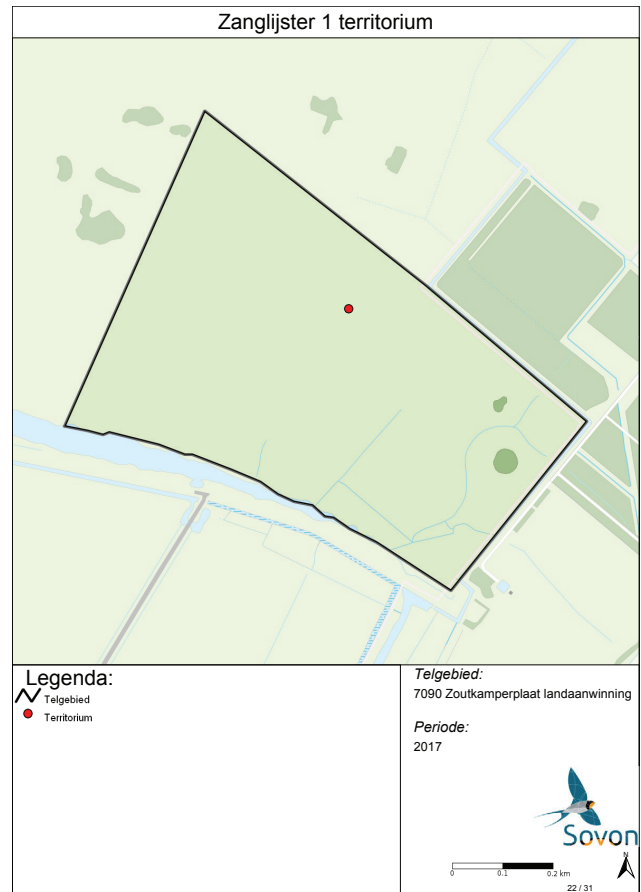 Zanglijster 1 territorium
Legenda:
Telgebied
Territorium
Telgebied:
7090 Zoutkamperplaat landaanwinning
Periode:
2017
Sovon
N
0 0.1 0.2 km
22 / 31